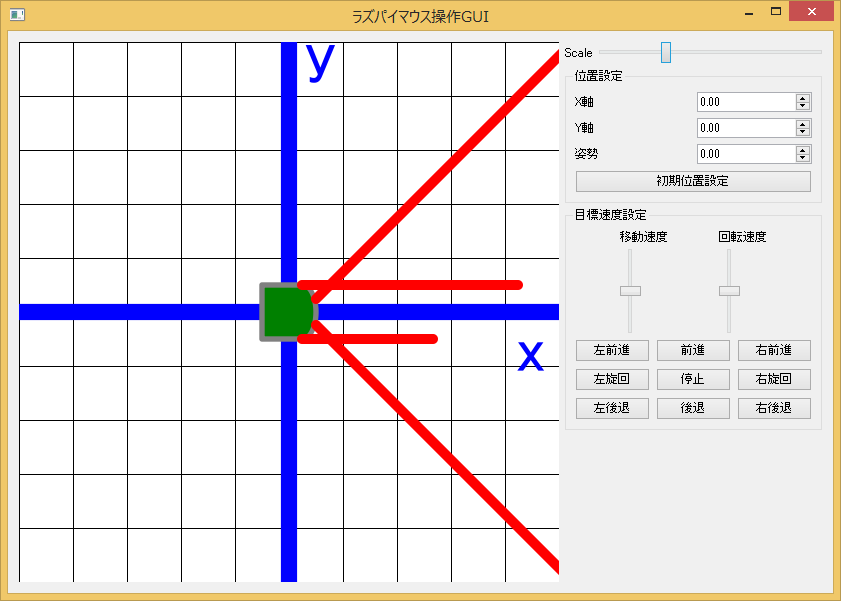 ラズパイマウス操作GUI
y
x
Scale
位置設定
X軸 0.00
Y軸 0.00
姿勢 0.00
初期位置設定
目標速度設定
移動速度 回転速度
左前進 前進 右前進
左旋回 停止 右旋回
左後退 後退 右後退